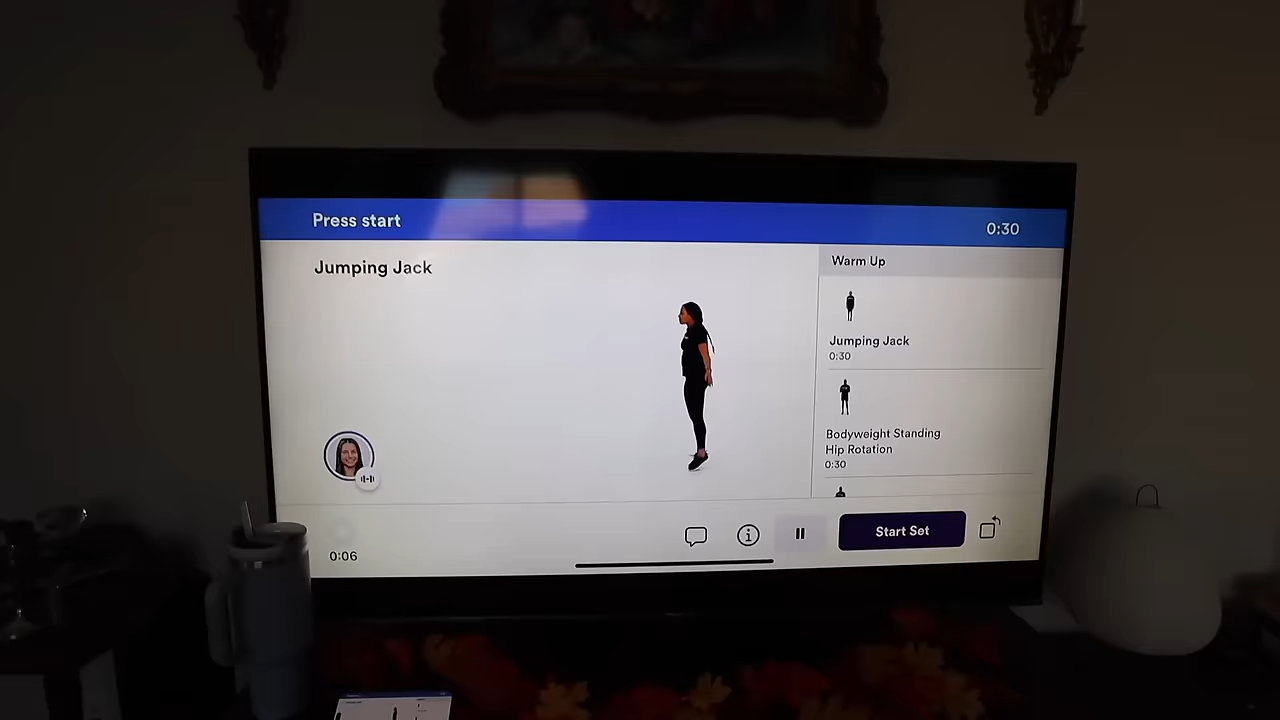 Press start
0:30
Jumping Jack
Warm Up
Jumping Jack
0:30
Bodyweight Standing
Hip Rotation
0:30
0:06
Start Set